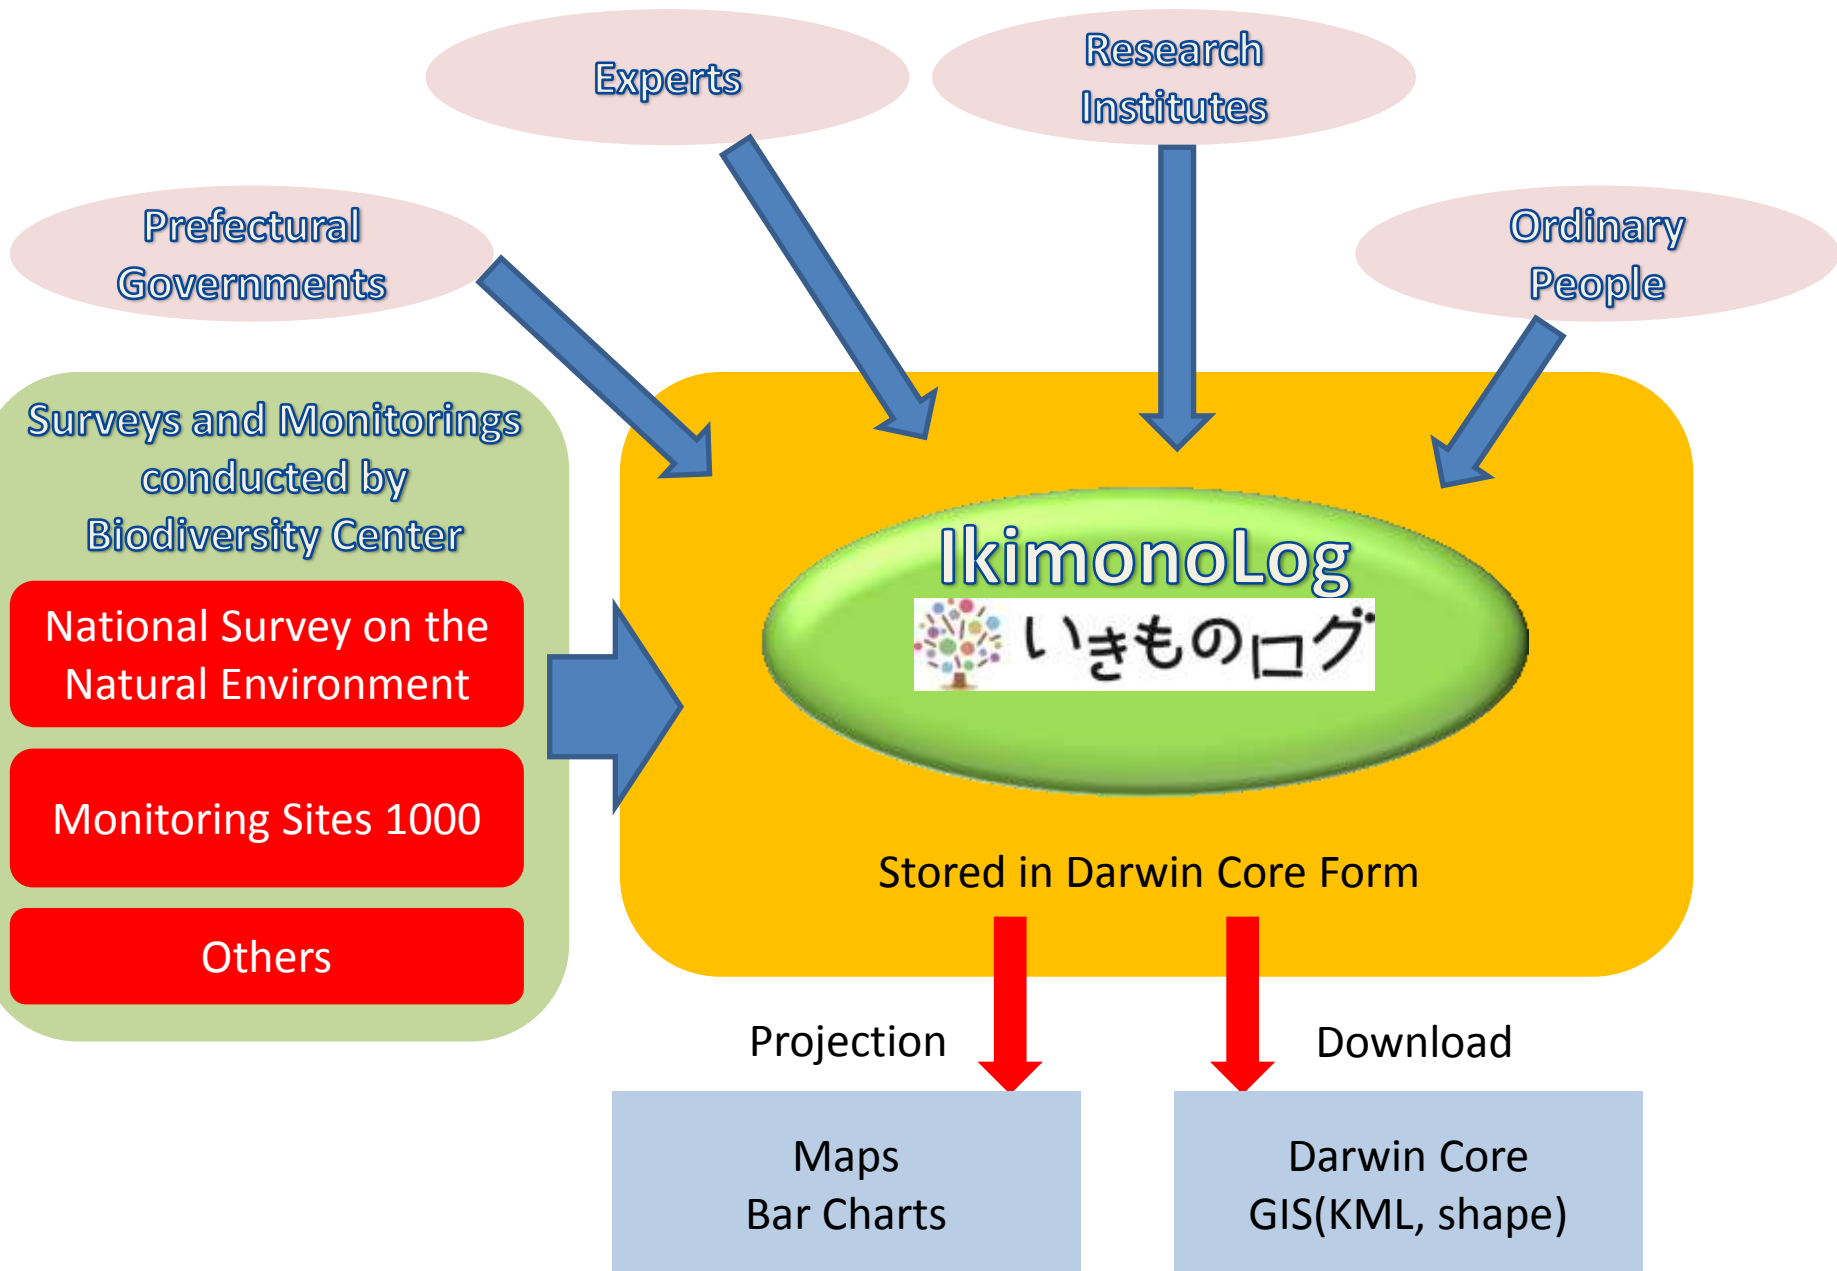 Experts
Research
Institutes
Prefectural
Governments
Ordinary
People
Surveys and Monitorings
conducted by
Biodiversity Center
National Survey on the
Natural Environment
Monitoring Sites 1000
Others
IkimonoLog
いきものログ
Stored in Darwin Core Form
Projection
Download
Maps
Bar Charts
Darwin Core
GIS(KML, shape)